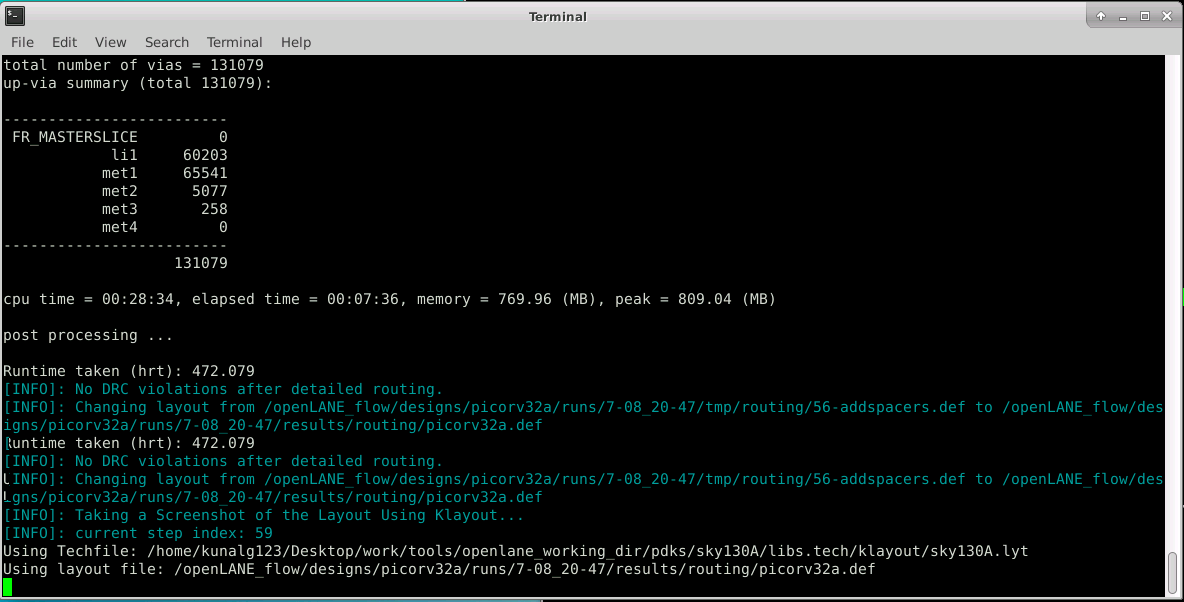 Terminal
File Edit View Search Terminal Help
total number of vias = 131079
up-via summary (total 131079):
-------------------------
FR_MASTERSLICE 0
li1 60203
met1 65541
met2 5077
met3 258
met4 0
-------------------------
131079
cpu time = 00:28:34, elapsed time = 00:07:36, memory = 769.96 (MB), peak = 809.04 (MB)
post processing ...
Runtime taken (hrt): 472.079
[INFO]: No DRC violations after detailed routing.
[INFO]: Changing layout from /openLANE_flow/designs/picorv32a/runs/7-08_20-47/tmp/routing/56-addspacers.def to /openLANE_flow/des
igns/picorv32a/runs/7-08_20-47/results/routing/picorv32a.def
Runtime taken (hrt): 472.079
[INFO]: No DRC violations after detailed routing.
[INFO]: Changing layout from /openLANE_flow/designs/picorv32a/runs/7-08_20-47/tmp/routing/56-addspacers.def to /openLANE_flow/des
igns/picorv32a/runs/7-08_20-47/results/routing/picorv32a.def
[INFO]: Taking a Screenshot of the Layout Using Klayout...
[INFO]: current step index: 59
Using Techfile: /home/kunalg123/Desktop/work/tools/openlane_working_dir/pdks/sky130A/libs.tech/klayout/sky130A.lyt
Using layout file: /openLANE_flow/designs/picorv32a/runs/7-08_20-47/results/routing/picorv32a.def